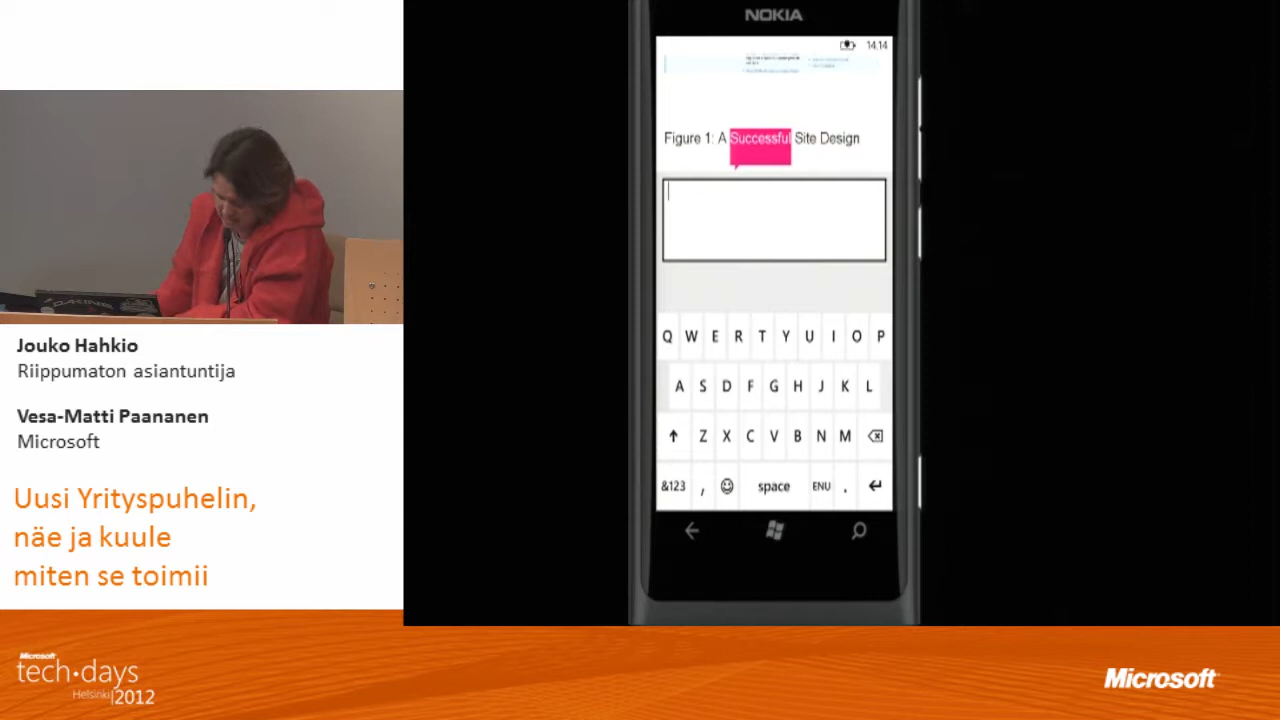 NOKIA
14.14
Figure 1: A Successful Site Design
Q W E R T Y U I O P
A S D F G H J K L
Z X C V B N M
&123 , space ENU .
DAKINE
Jouko Hahkio
Riippumaton asiantuntija
Vesa-Matti Paananen
Microsoft
Uusi Yrityspuhelin,
näe ja kuule
miten se toimii
Microsoft
tech·days
Helsinki|2012
Microsoft